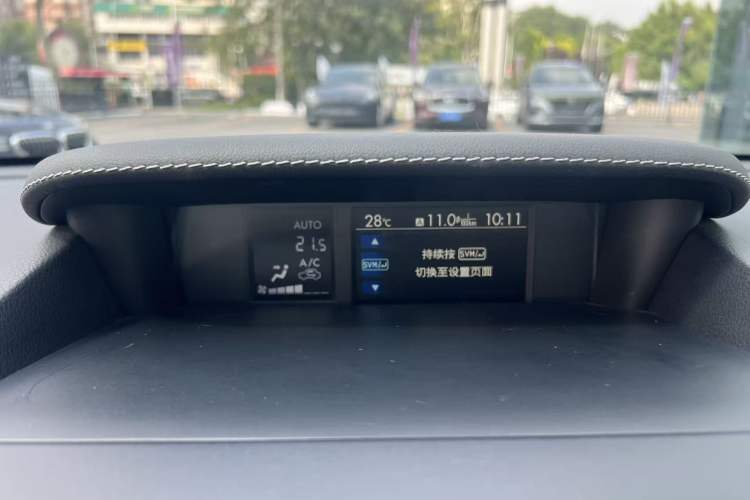 AUTO
21.5
A/C
28℃
A 11.0
10:11
SVM/↵
持续按 SVM/↵
切换至设置页面